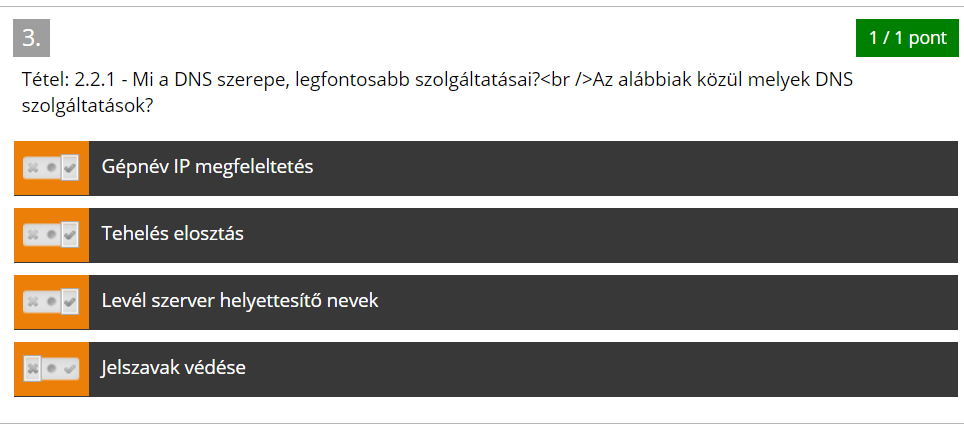 3.
1 / 1 pont
Tétel: 2.2.1 - Mi a DNS szerepe, legfontosabb szolgáltatásai?<br />Az alábbiak közül melyek DNS
szolgáltatások?
Gépnév IP megfeleltetés
Tehelés elosztás
Levél szerver helyettesítő nevek
Jelszavak védése